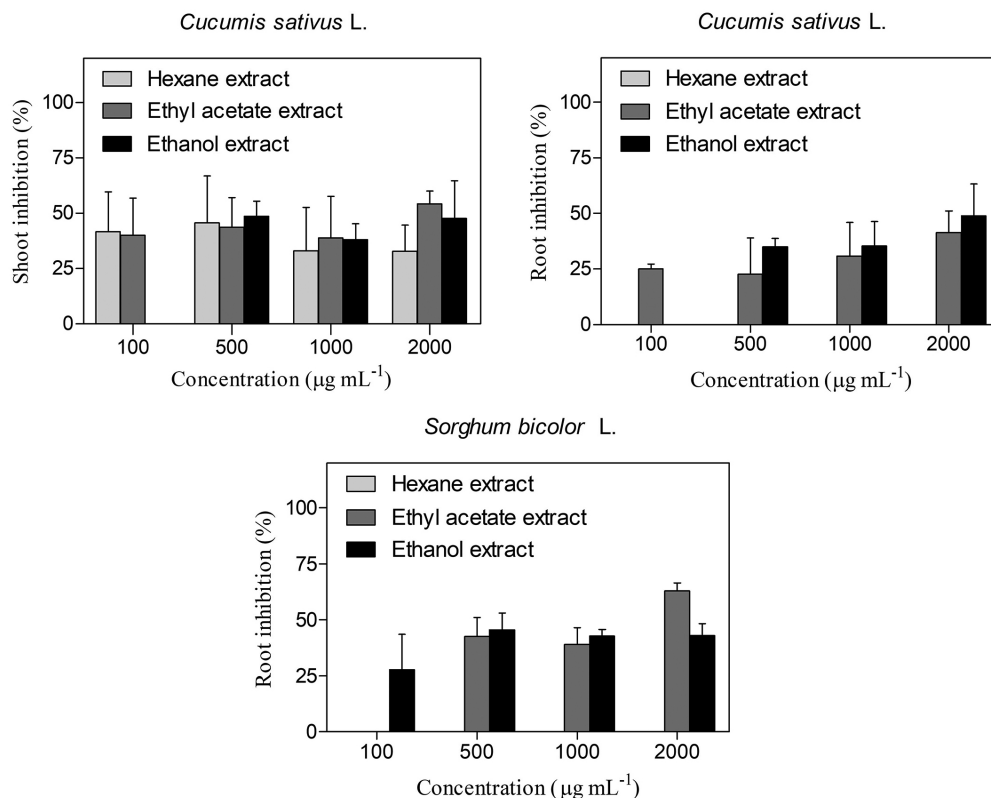 Cucumis sativus L.
Shoot inhibition (%)
100
75
50
25
0
Hexane extract
Ethyl acetate extract
Ethanol extract
100 500 1000 2000
Concentration (μg mL⁻¹)
Cucumis sativus L.
Root inhibition (%)
100
75
50
25
0
Hexane extract
Ethyl acetate extract
Ethanol extract
100 500 1000 2000
Concentration (μg mL⁻¹)
Sorghum bicolor L.
Root inhibition (%)
100
75
50
25
0
Hexane extract
Ethyl acetate extract
Ethanol extract
100 500 1000 2000
Concentration (μg mL⁻¹)